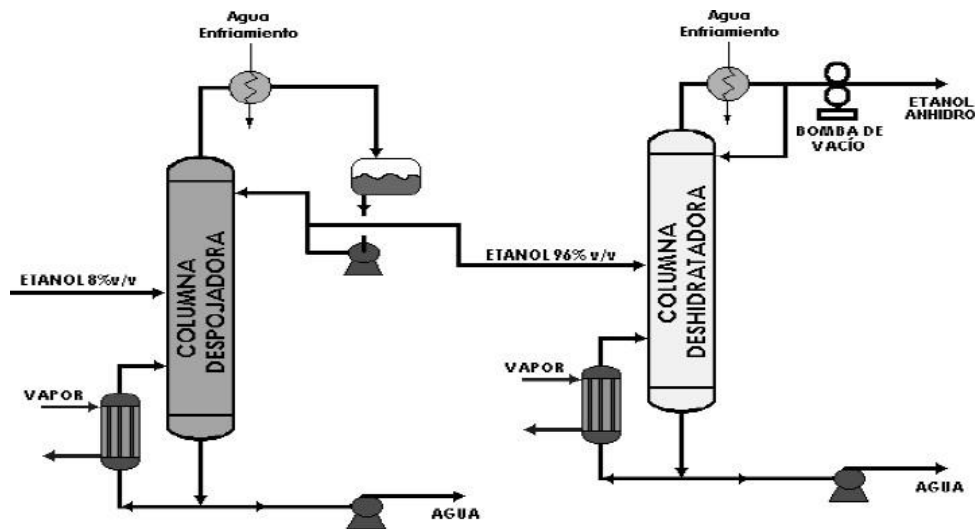 Agua
Enfriamiento
Agua
Enfriamiento
ETANOL
ANHIDRO
BOMBA DE
VACÍO
COLUMNA
DESPOJADORA
COLUMNA
DESHIDRATADORA
ETANOL 96% v/v
ETANOL 8%v/v
VAPOR
VAPOR
AGUA
AGUA